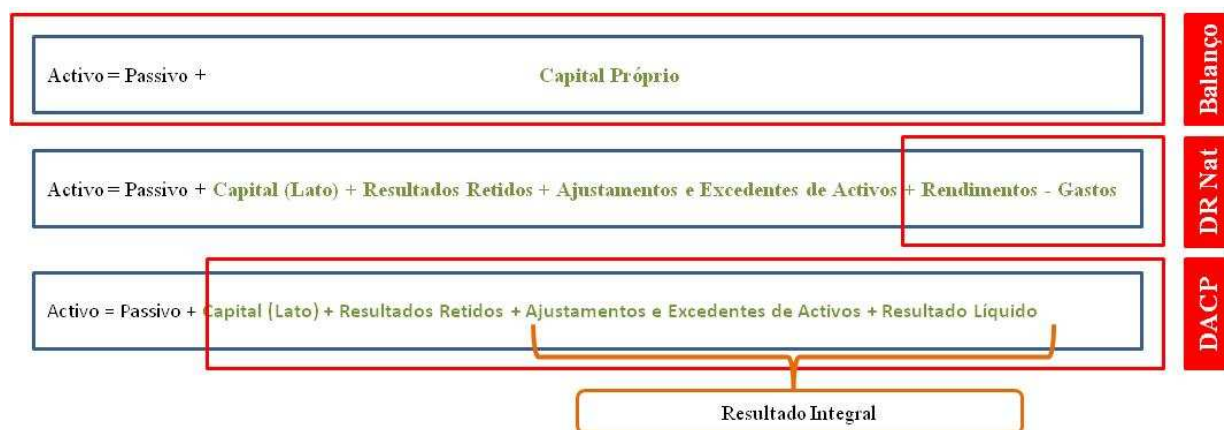 Activo = Passivo + Capital Próprio
Balanço
Activo = Passivo + Capital (Lato) + Resultados Retidos + Ajustamentos e Excedentes de Activos + Rendimentos - Gastos
DR Nat
Activo = Passivo + Capital (Lato) + Resultados Retidos + Ajustamentos e Excedentes de Activos + Resultado Líquido
DACP
Resultado Integral